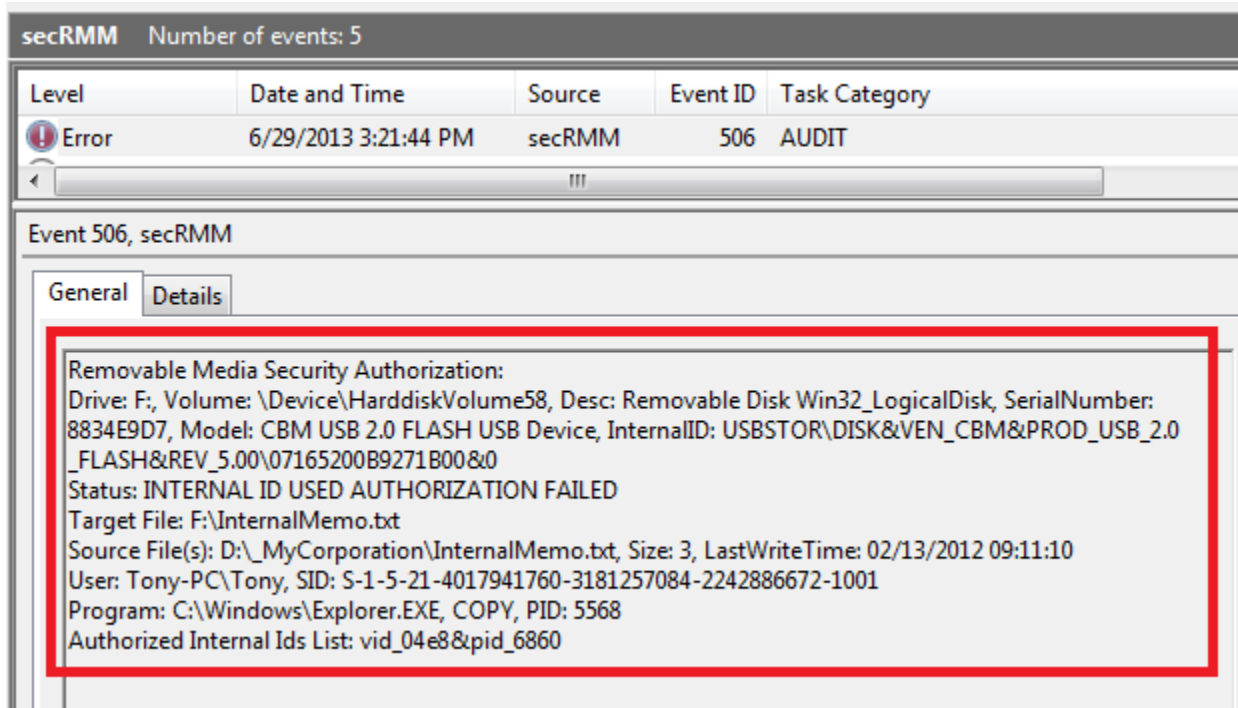 secRMM Number of events: 5
Level Date and Time Source Event ID Task Category
Error 6/29/2013 3:21:44 PM secRMM 506 AUDIT
Event 506, secRMM
General Details
Removable Media Security Authorization:
Drive: F:, Volume: \Device\HarddiskVolume58, Desc: Removable Disk Win32_LogicalDisk, SerialNumber:
8834E9D7, Model: CBM USB 2.0 FLASH USB Device, InternalID: USBSTOR\DISK&VEN_CBM&PROD_USB_2.0
_FLASH&REV_5.00\07165200B9271B00&0
Status: INTERNAL ID USED AUTHORIZATION FAILED
Target File: F:\InternalMemo.txt
Source File(s): D:\_MyCorporation\InternalMemo.txt, Size: 3, LastWriteTime: 02/13/2012 09:11:10
User: Tony-PC\Tony, SID: S-1-5-21-4017941760-3181257084-2242886672-1001
Program: C:\Windows\Explorer.EXE, COPY, PID: 5568
Authorized Internal Ids List: vid_04e8&pid_6860